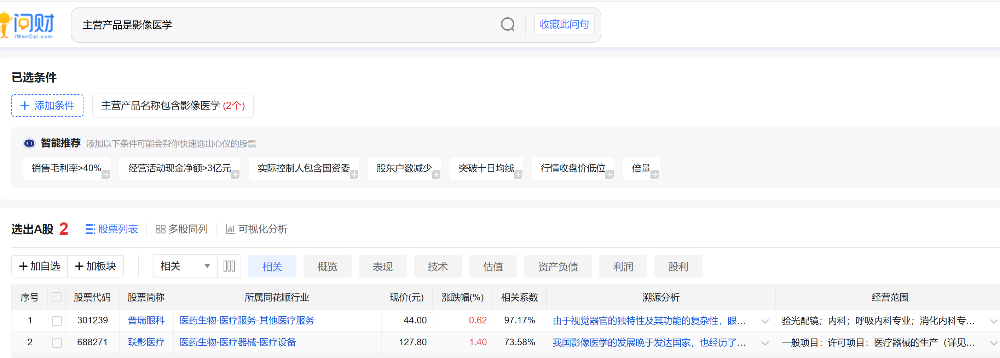 问财
iWenCai.com
主营产品是影像医学
收藏此问句
已选条件
添加条件
主营产品名称包含影像医学 (2个)
智能推荐 添加以下条件可能会帮你快速选出心仪的股票
销售毛利率>40% 经营活动现金净额>3亿元 实际控制人包含国资委 股东户数减少 突破十日均线 行情收盘价低位 倍量
选出A股 2 股票列表 多股同列 可视化分析
加自选 加板块 相关 相关 概览 表现 技术 估值 资产负债 利润 股利
序号 股票代码 股票简称 所属同花顺行业 现价(元) 涨跌幅(%) 相关系数 溯源分析 经营范围
1 301239 普瑞眼科 医药生物-医疗服务-其他医疗服务 44.00 0.62 97.17% 由于视觉器官的独特性及其功能的复杂性，眼... 验光配镜；内科；呼吸内科专业；消化内科专...
2 688271 联影医疗 医药生物-医疗器械-医疗设备 127.80 1.40 73.58% 我国影像医学的发展晚于发达国家，也经历了... 一般项目：许可项目：医疗器械的生产（详见...